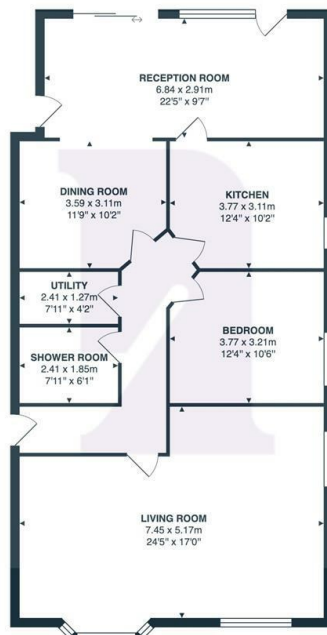 RECEPTION ROOM
6.84 x 2.91m
22'5" x 9'7"
DINING ROOM
3.59 x 3.11m
11'9" x 10'2"
KITCHEN
3.77 x 3.11m
12'4" x 10'2"
UTILITY
2.41 x 1.27m
7'11" x 4'2"
BEDROOM
3.77 x 3.21m
12'4" x 10'6"
SHOWER ROOM
2.41 x 1.85m
7'11" x 6'1"
LIVING ROOM
7.45 x 5.17m
24'5" x 17'0"